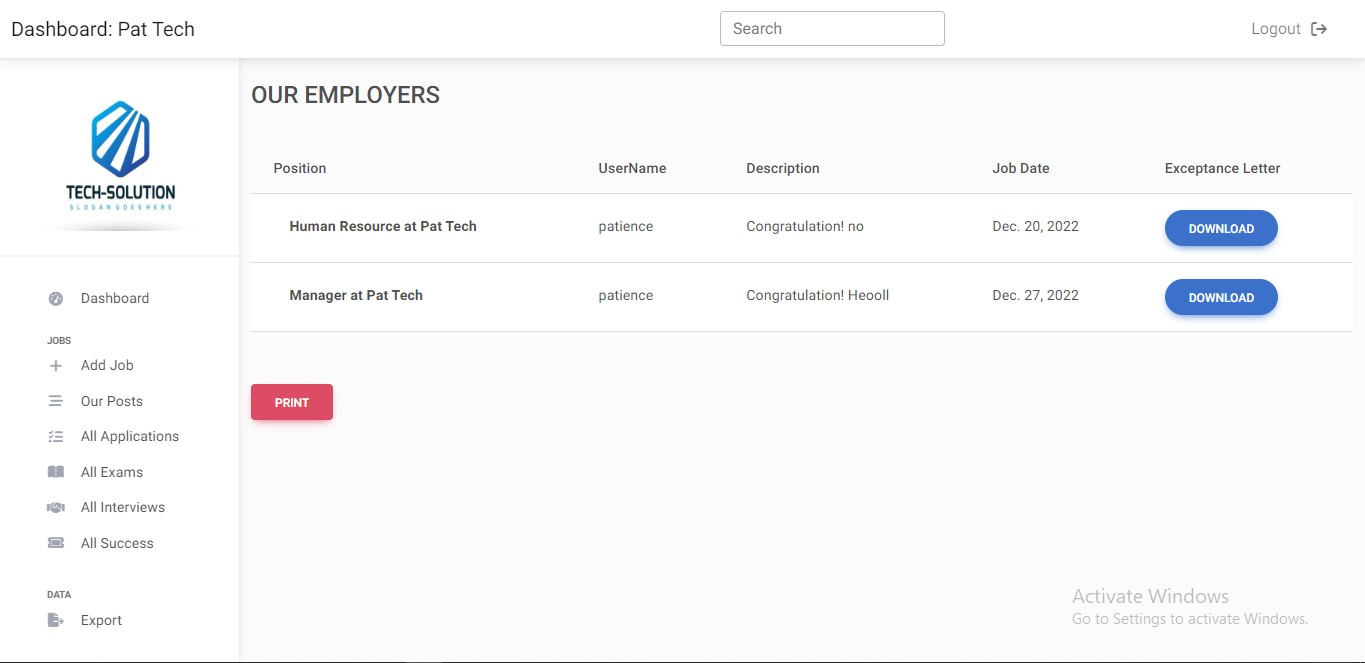 Dashboard: Pat Tech
Search
Logout
TECH-SOLUTION
SLOGAN GOES HERE
Dashboard
JOBS
Add Job
Our Posts
All Applications
All Exams
All Interviews
All Success
DATA
Export
OUR EMPLOYERS
Position UserName Description Job Date Exceptance Letter
Human Resource at Pat Tech patience Congratulation! no Dec. 20, 2022 DOWNLOAD
Manager at Pat Tech patience Congratulation! Heooll Dec. 27, 2022 DOWNLOAD
PRINT
Activate Windows
Go to Settings to activate Windows.